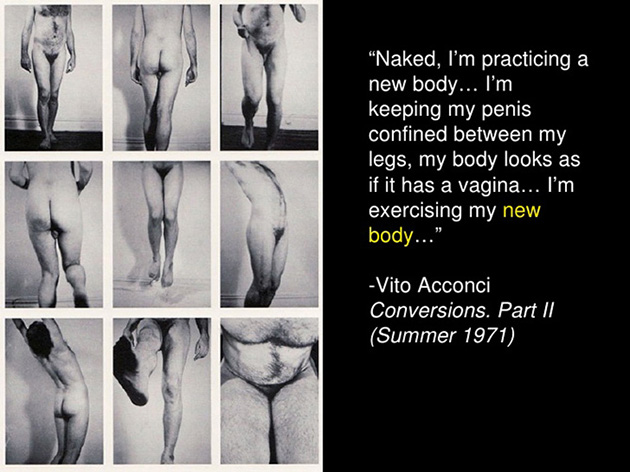 “Naked, I’m practicing a
new body… I’m
keeping my penis
confined between my
legs, my body looks as
if it has a vagina… I’m
exercising my new
body…”
-Vito Acconci
Conversions. Part II
(Summer 1971)